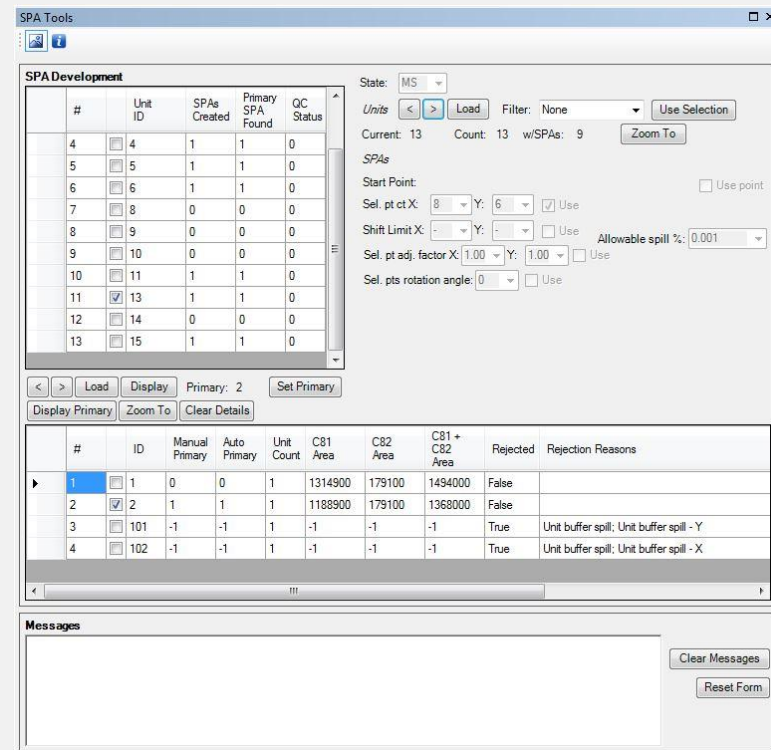 SPA Tools
SPA Development
# Unit ID SPAs Created Primary SPA Found QC Status
4 4 1 1 0
5 5 1 1 0
6 6 1 1 0
7 8 0 0 0
8 9 0 0 0
9 10 0 0 0
10 11 1 1 0
11 13 1 1 0
12 14 0 0 0
13 15 1 1 0
State: MS
Units < > Load Filter: None Use Selection
Current: 13 Count: 13 w/SPAs: 9 Zoom To
SPAs
Start Point: Use point
Sel. pt ct X: 8 Y: 6 Use
Shift Limit X: - Y: - Use Allowable spill %: 0.001
Sel. pt adj. factor X: 1.00 Y: 1.00 Use
Sel. pts rotation angle: 0 Use
< > Load Display Primary: 2 Set Primary
Display Primary Zoom To Clear Details
# ID Manual Primary Auto Primary Unit Count C81 Area C82 Area C81 + C82 Area Rejected Rejection Reasons
1 1 0 0 1 1314900 179100 1494000 False
2 2 1 1 1 1188900 179100 1368000 False
3 101 -1 -1 1 -1 -1 -1 True Unit buffer spill; Unit buffer spill - Y
4 102 -1 -1 1 -1 -1 -1 True Unit buffer spill; Unit buffer spill - X
Messages
Clear Messages
Reset Form